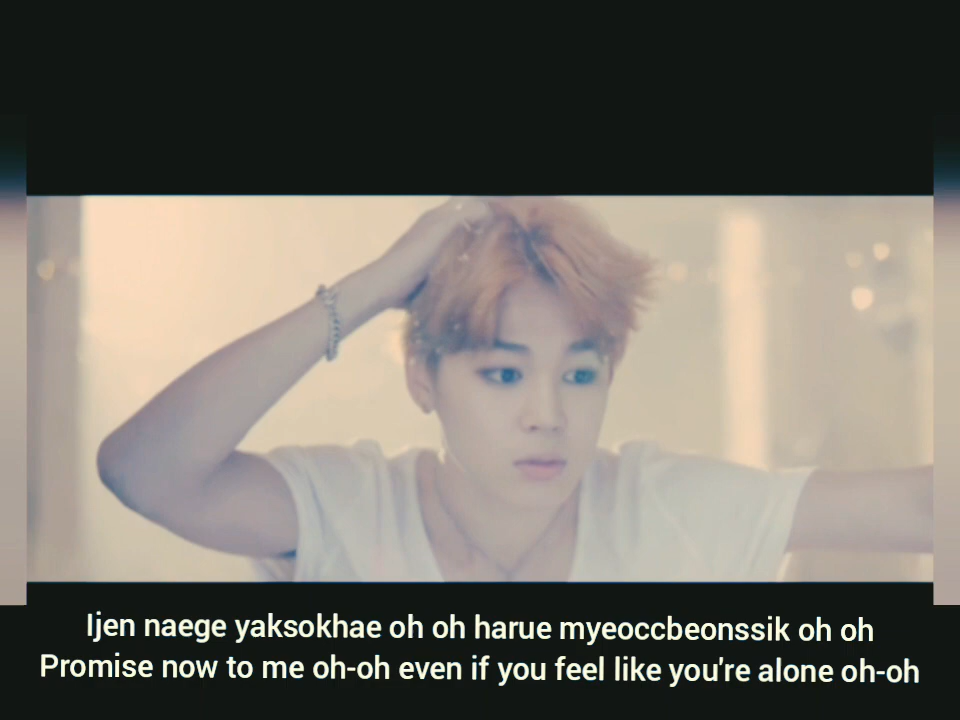 Ijen naege yaksokhae oh oh harue myeoccbeonssik oh oh
Promise now to me oh-oh even if you feel like you're alone oh-oh